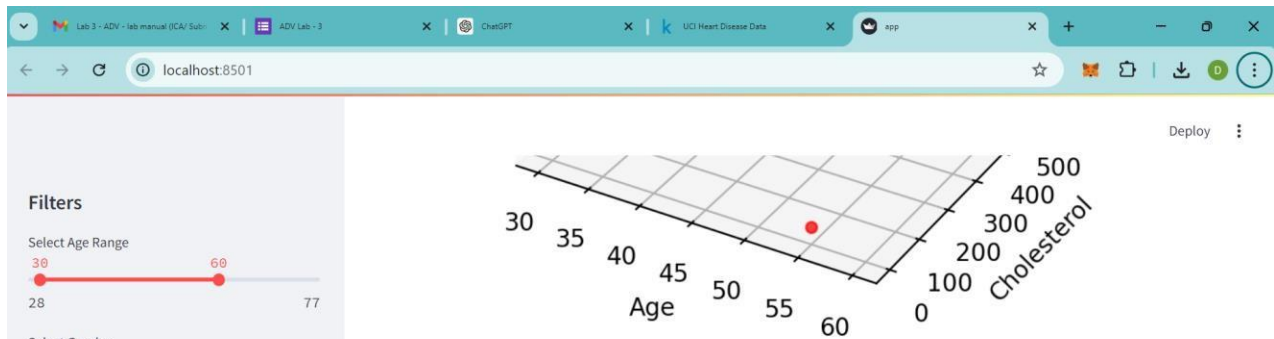 Lab 3 - ADV - lab manual (ICA/ Sub
ADV Lab - 3
ChatGPT
UCI Heart Disease Data
app
localhost:8501
D
Deploy
Filters
Select Age Range
30 60
28 77
30 35 40 45 50 55 60
Age
0 100 200 300 400 500
Cholesterol